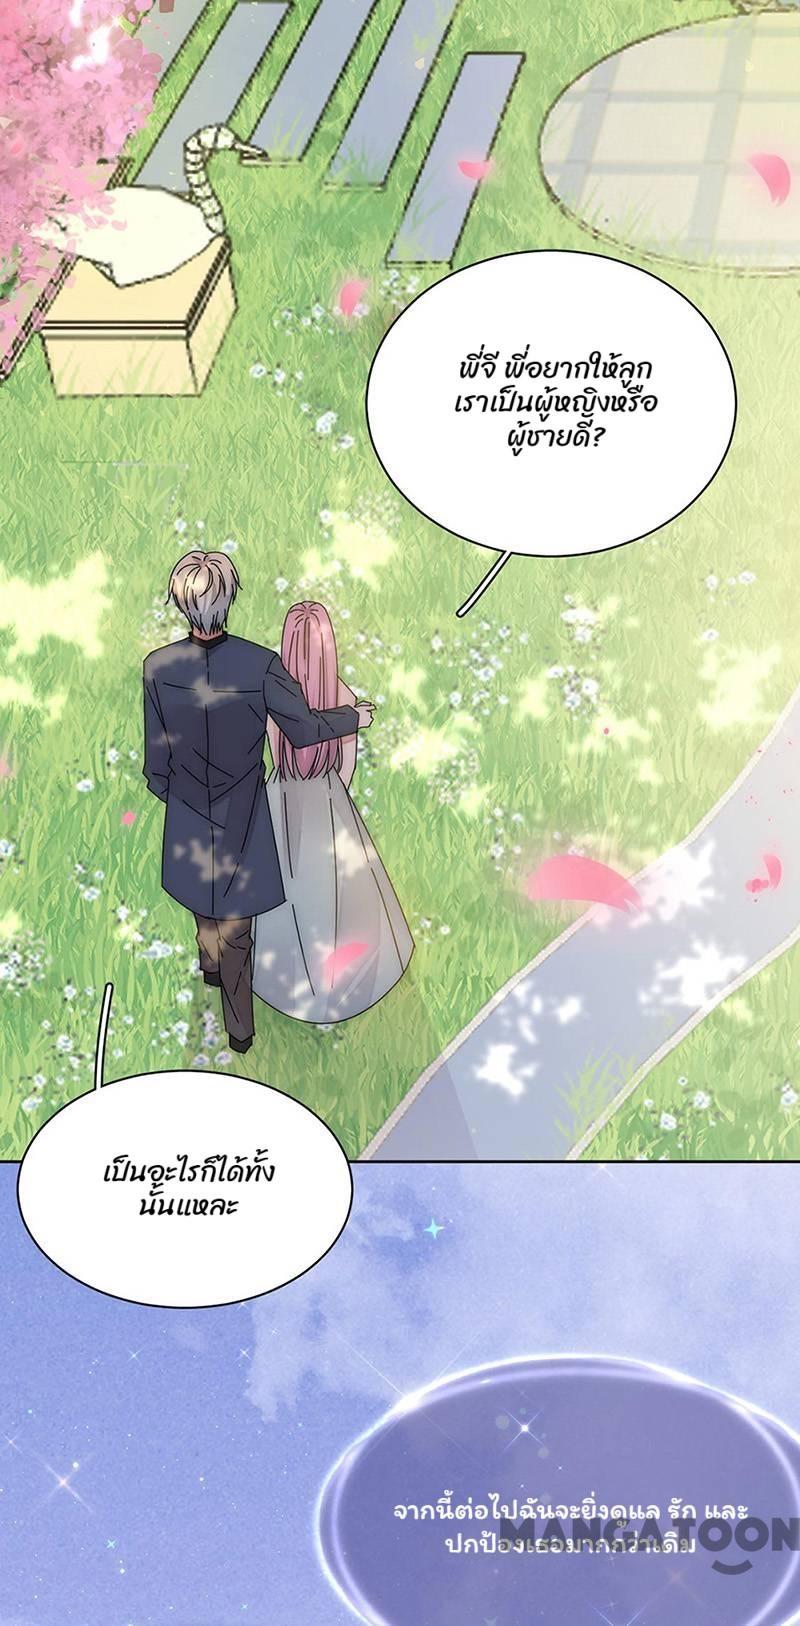 พี่จี พี่อยากให้ลูก
เราเป็นผู้หญิงหรือ
ผู้ชายดี?
เป็นอะไรก็ได้ทั้ง
นั้นแหละ
จากนี้ต่อไปฉันจะยิ่งดูแล รัก และ
ปกป้องเธอมากกว่าเดิม
MANGATOON